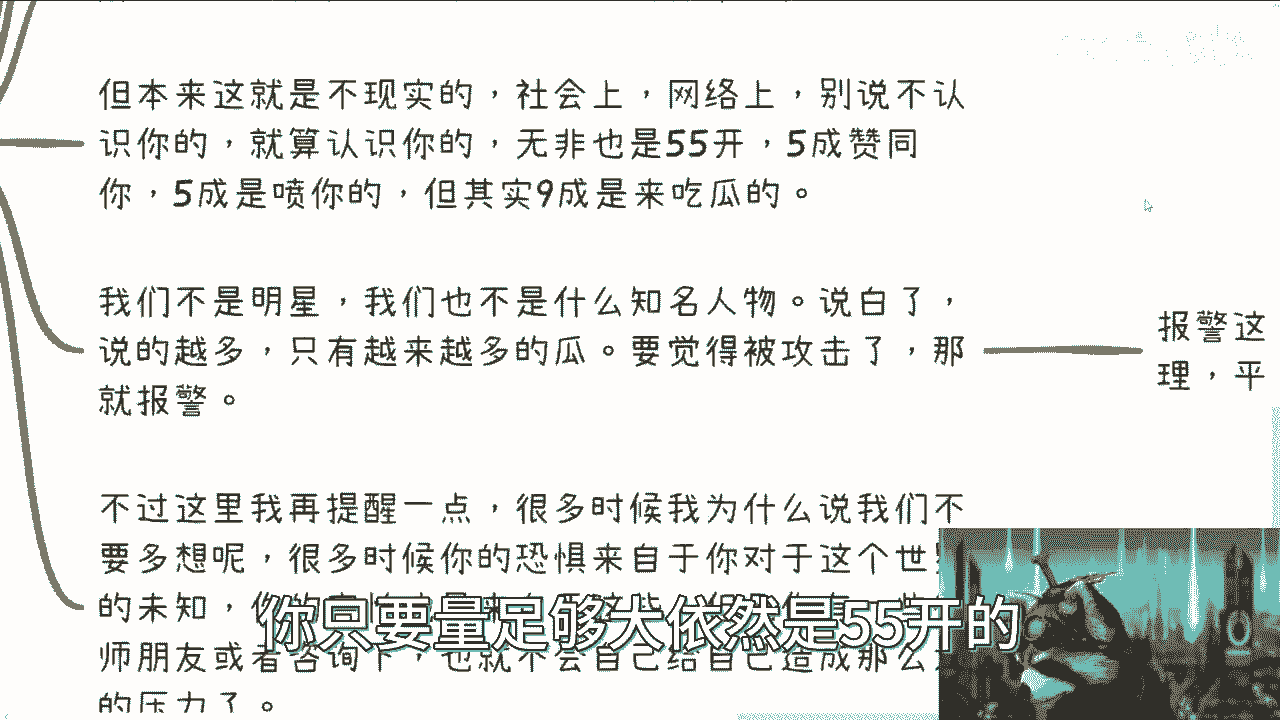 但本来这就是不现实的，社会上，网络上，别说不认
识你的，就算认识你的，无非也是55开，5成赞同
你，5成是喷你的，但其实9成是来吃瓜的。
我们不是明星，我们也不是什么知名人物。说白了，
说的越多，只有越来越多的瓜。要觉得被攻击了，那
就报警。
报警这
理，平
不过这里我再提醒一点，很多时候我为什么说我们不
要多想呢，很多时候你的恐惧来自于你对于这个世
的未知，
师朋友或者咨询下，也就不会自己给自己造成那么
的压力了。
你只要量足够大依然是55开的